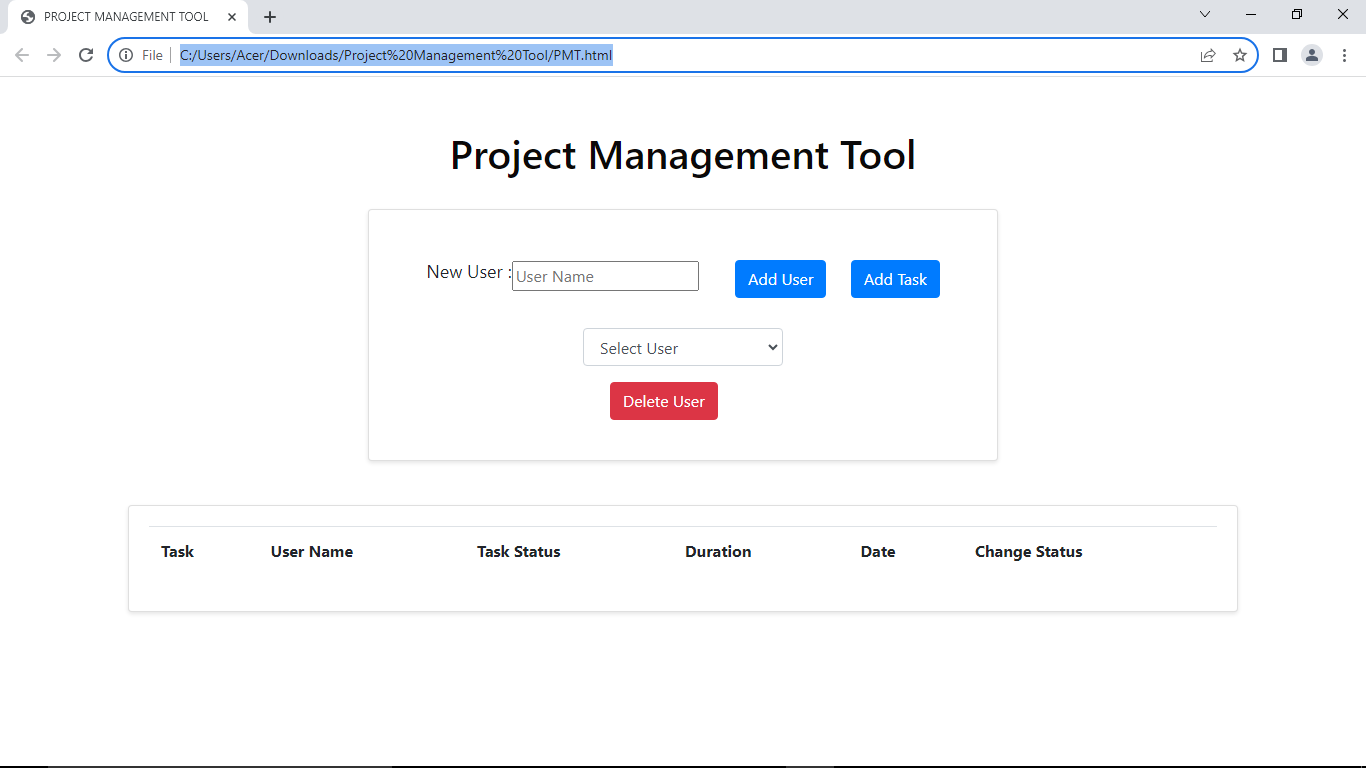 PROJECT MANAGEMENT TOOL
File C:/Users/Acer/Downloads/Project%20Management%20Tool/PMT.html
Project Management Tool
New User : User Name Add User Add Task
Select User
Delete User
Task User Name Task Status Duration Date Change Status